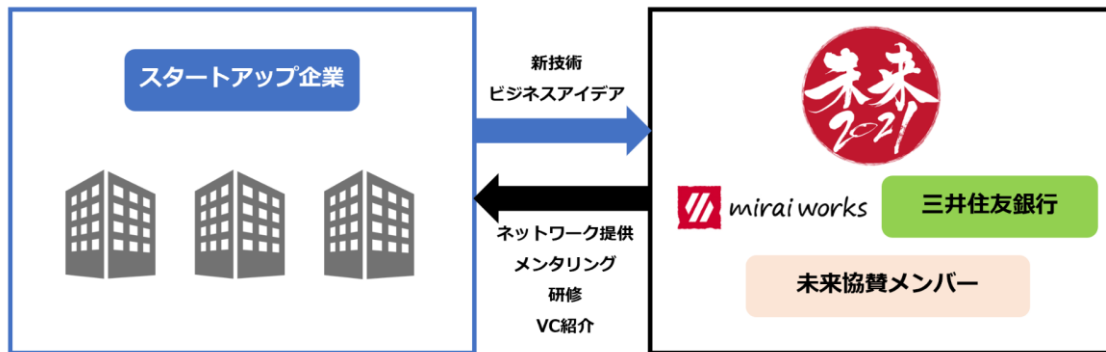 スタートアップ企業
新技術
ビジネスアイデア
ネットワーク提供
メンタリング
研修
VC紹介
未来
2021
mirai works
三井住友銀行
未来協賛メンバー